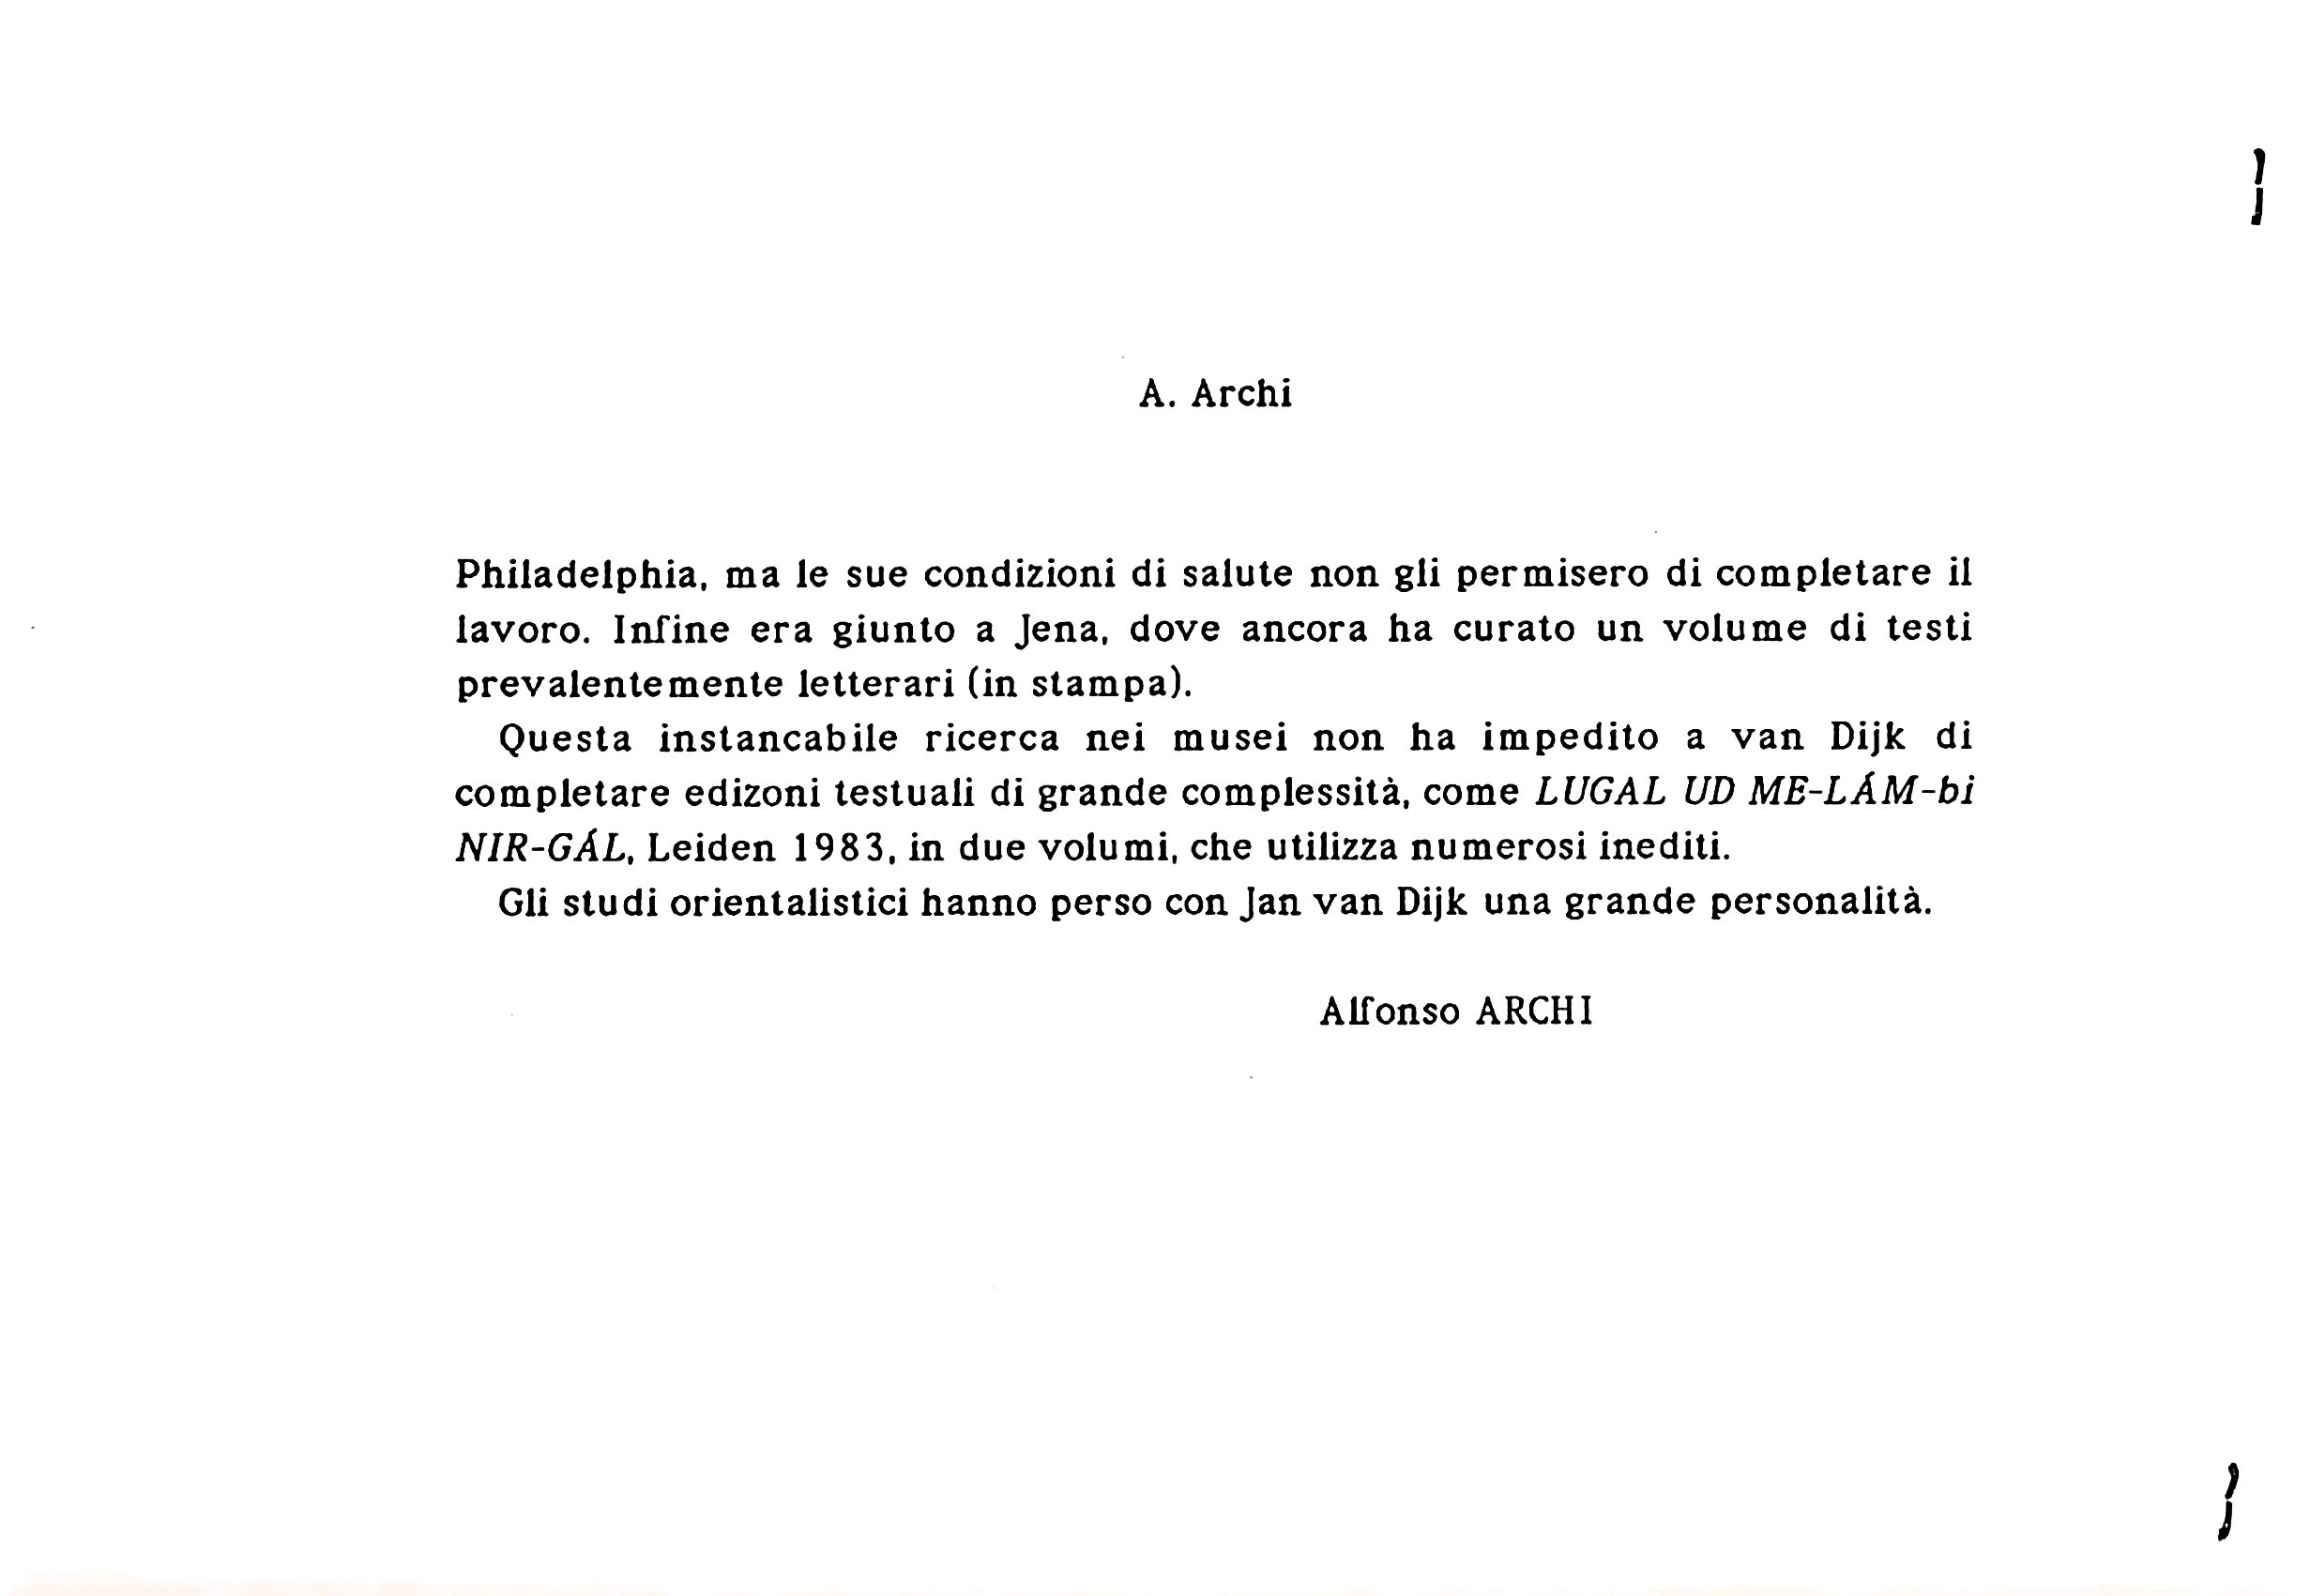 A. Archi
Philadelphia, ma le sue condizioni di salute non gli permisero di completare il
lavoro. Infine era giunto a Jena, dove ancora ha curato un volume di testi
prevalentemente letterari (in stampa).
Questa instancabile ricerca nei musei non ha impedito a van Dijk di
completare edizoni testuali di grande complessità, come LUGAL UD ME-LÁM-bi
NIR-GÁL, Leiden 1983, in due volumi, che utilizza numerosi inediti.
Gli studi orientalistici hanno perso con Jan van Dijk una grande personalità.
Alfonso ARCHI